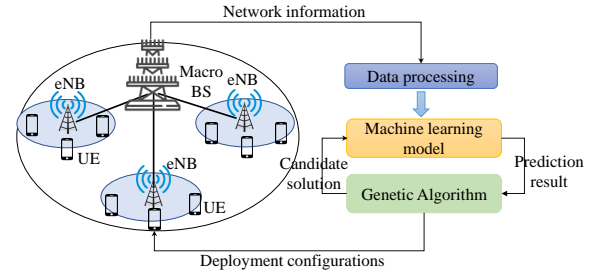 Network information
eNB
Macro
BS
eNB
Data processing
UE
Machine learning
model
Candidate
solution
Prediction
result
eNB
UE
Genetic Algorithm
Deployment configurations